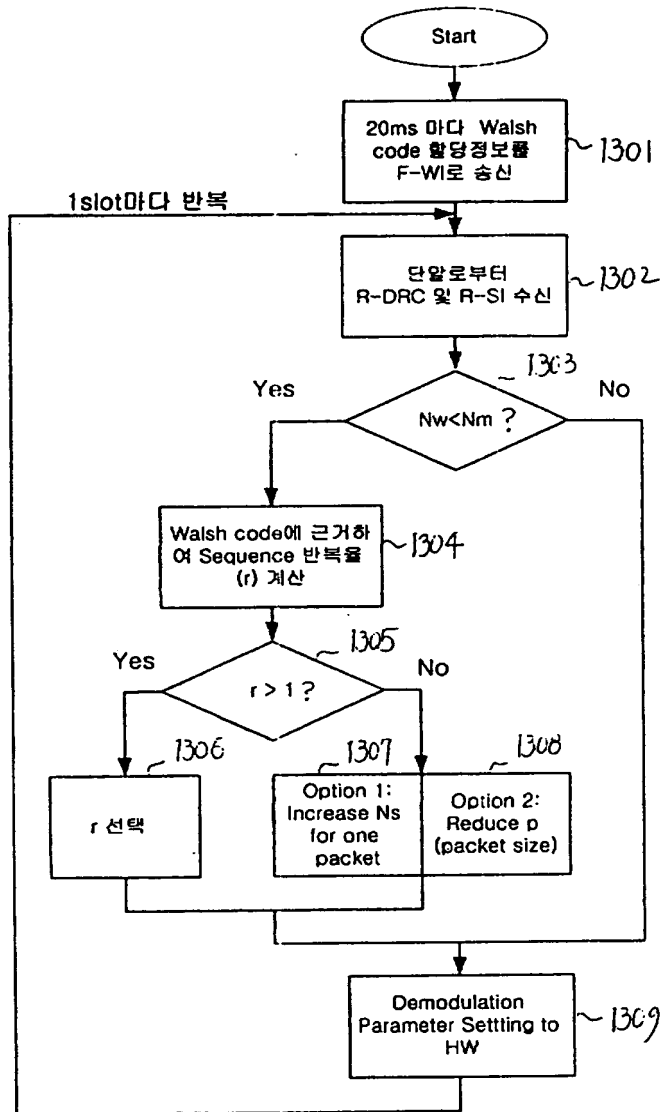 Start
20ms 마다 Walsh
code 할당정보를
F-WI로 송신
1301
1slot마다 반복
단말로부터
R-DRC 및 R-SI 수신
1302
1303
Yes
No
Nw<Nm ?
Walsh code에 근거하
여 Sequence 반복율
(r) 계산
1304
1305
Yes
No
r > 1 ?
1306
1307
1308
r 선택
Option 1:
Increase Ns
for one
packet
Option 2:
Reduce p
(packet size)
Demodulation
Parameter Settting to
HW
1309